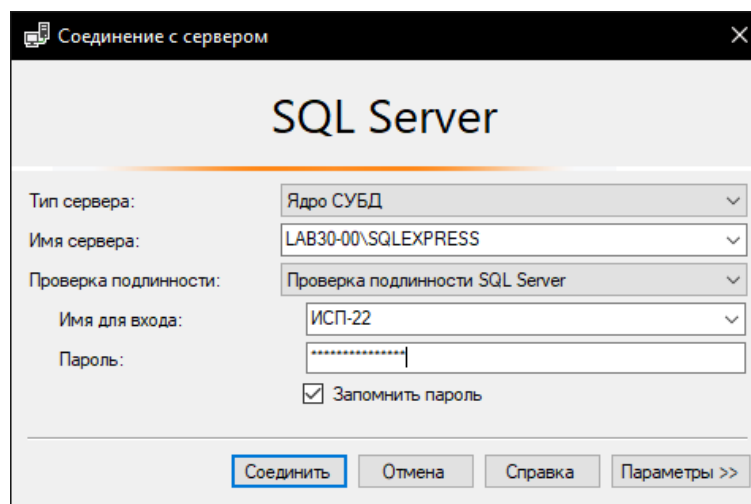 Соединение с сервером
SQL Server
Тип сервера: Ядро СУБД
Имя сервера: LAB30-00\SQLEXPRESS
Проверка подлинности: Проверка подлинности SQL Server
Имя для входа: ИСП-22
Пароль: ***************
Запомнить пароль
Соединить Отмена Справка Параметры >>